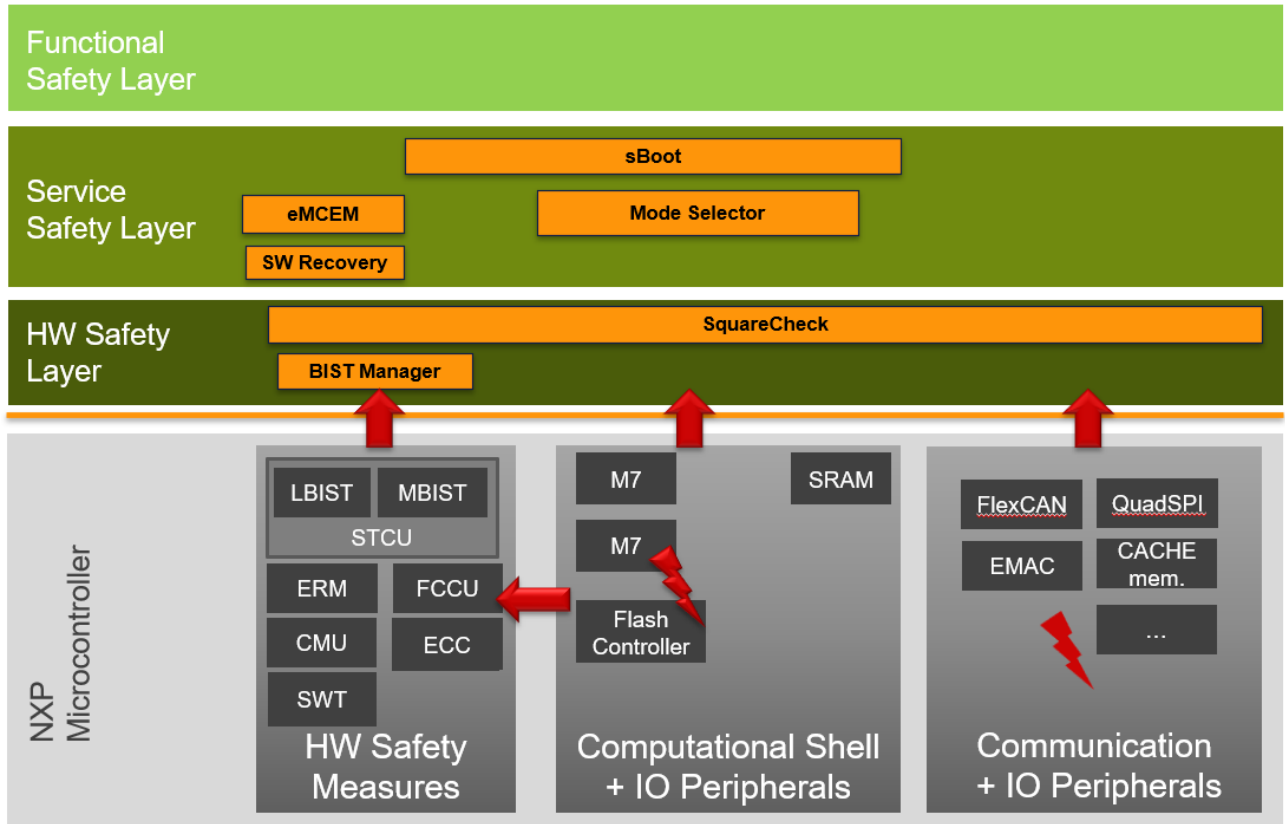 Functional
Safety Layer
sBoot
Service
Safety Layer
eMCEM
Mode Selector
SW Recovery
HW Safety
Layer
SquareCheck
BIST Manager
NXP
Microcontroller
LBIST
MBIST
STCU
ERM
FCCU
CMU
ECC
SWT
HW Safety
Measures
M7
SRAM
M7
Flash
Controller
Computational Shell
+ IO Peripherals
FlexCAN
QuadSPI
EMAC
CACHE
mem.
...
Communication
+ IO Peripherals